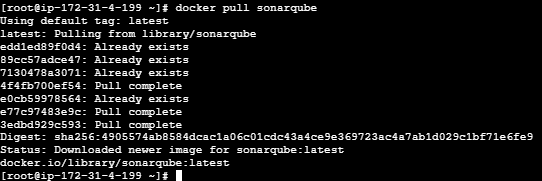 [root@ip-172-31-4-199 ~]# docker pull sonarqube
Using default tag: latest
latest: Pulling from library/sonarqube
edd1ed89f0d4: Already exists
89cc57adce47: Already exists
7130478a3071: Already exists
4f4fb700ef54: Pull complete
e0cb59978564: Already exists
e77c97483e9c: Pull complete
3edbd929c593: Pull complete
Digest: sha256:4905574ab8584dcac1a06c01cdc43a4ce9e369723ac4a7ab1d029c1bf71e6fe9
Status: Downloaded newer image for sonarqube:latest
docker.io/library/sonarqube:latest
[root@ip-172-31-4-199 ~]#